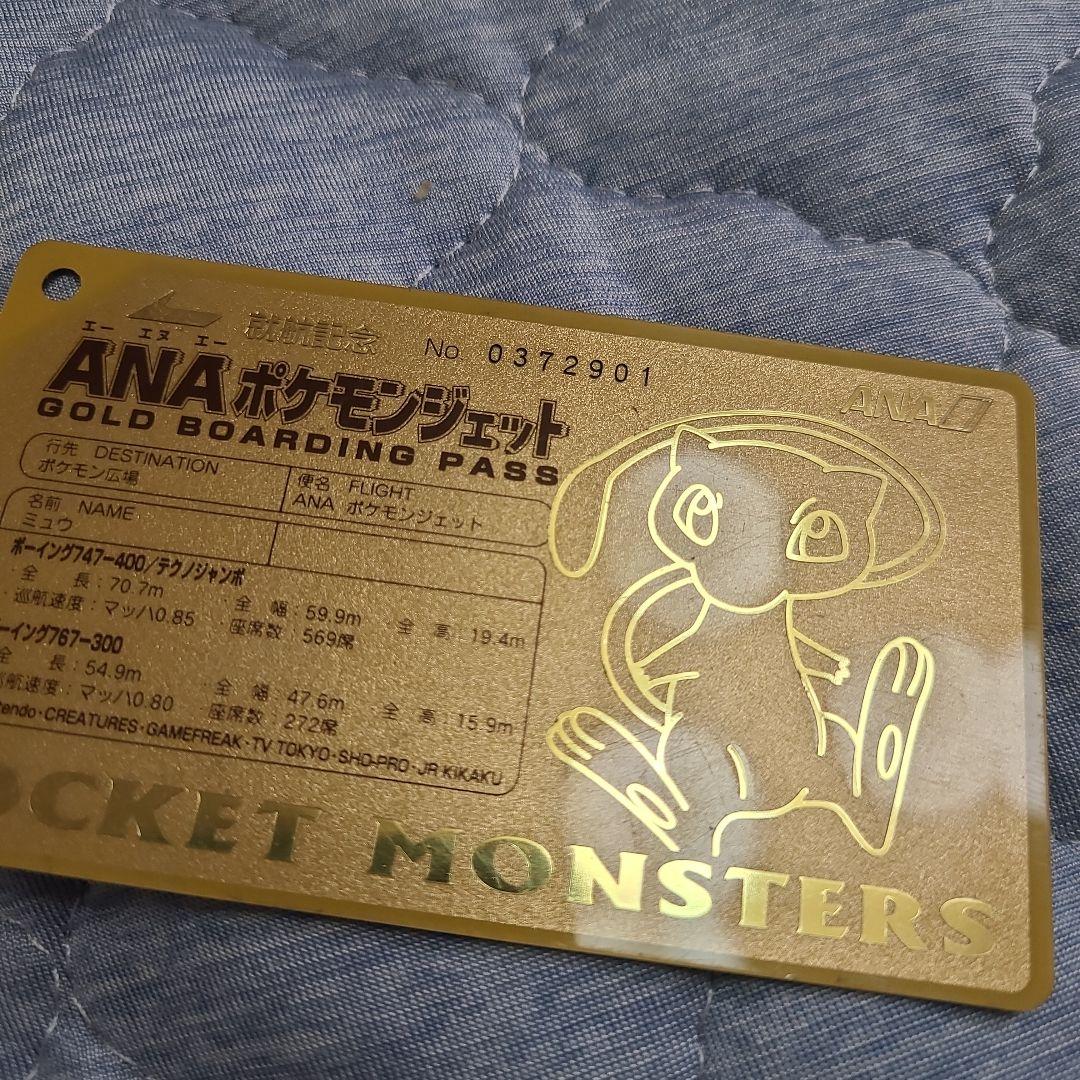 就航記念 No. 0372901
エー エヌ エー
ANAポケモンジェット
ANA
GOLD BOARDING PASS
行先 DESTINATION
ポケモン広場
便名 FLIGHT
ANA ポケモンジェット
名前 NAME
ミュウ
ボーイング747-400/テクノジャンボ
・全 長:70.7m ・全 幅:59.9m ・全 高:19.4m
・巡航速度:マッハ0.85 ・座席数:569席
ーイング767-300
全 長:54.9m ・全 幅 47.6m ・全 高:15.9m
巡航速度:マッハ0.80 ・座席数:272席
tendo・CREATURES・GAMEFREAK・TV TOKYO・SHO-PRO・JR KIKAKU
OCKET MONSTERS